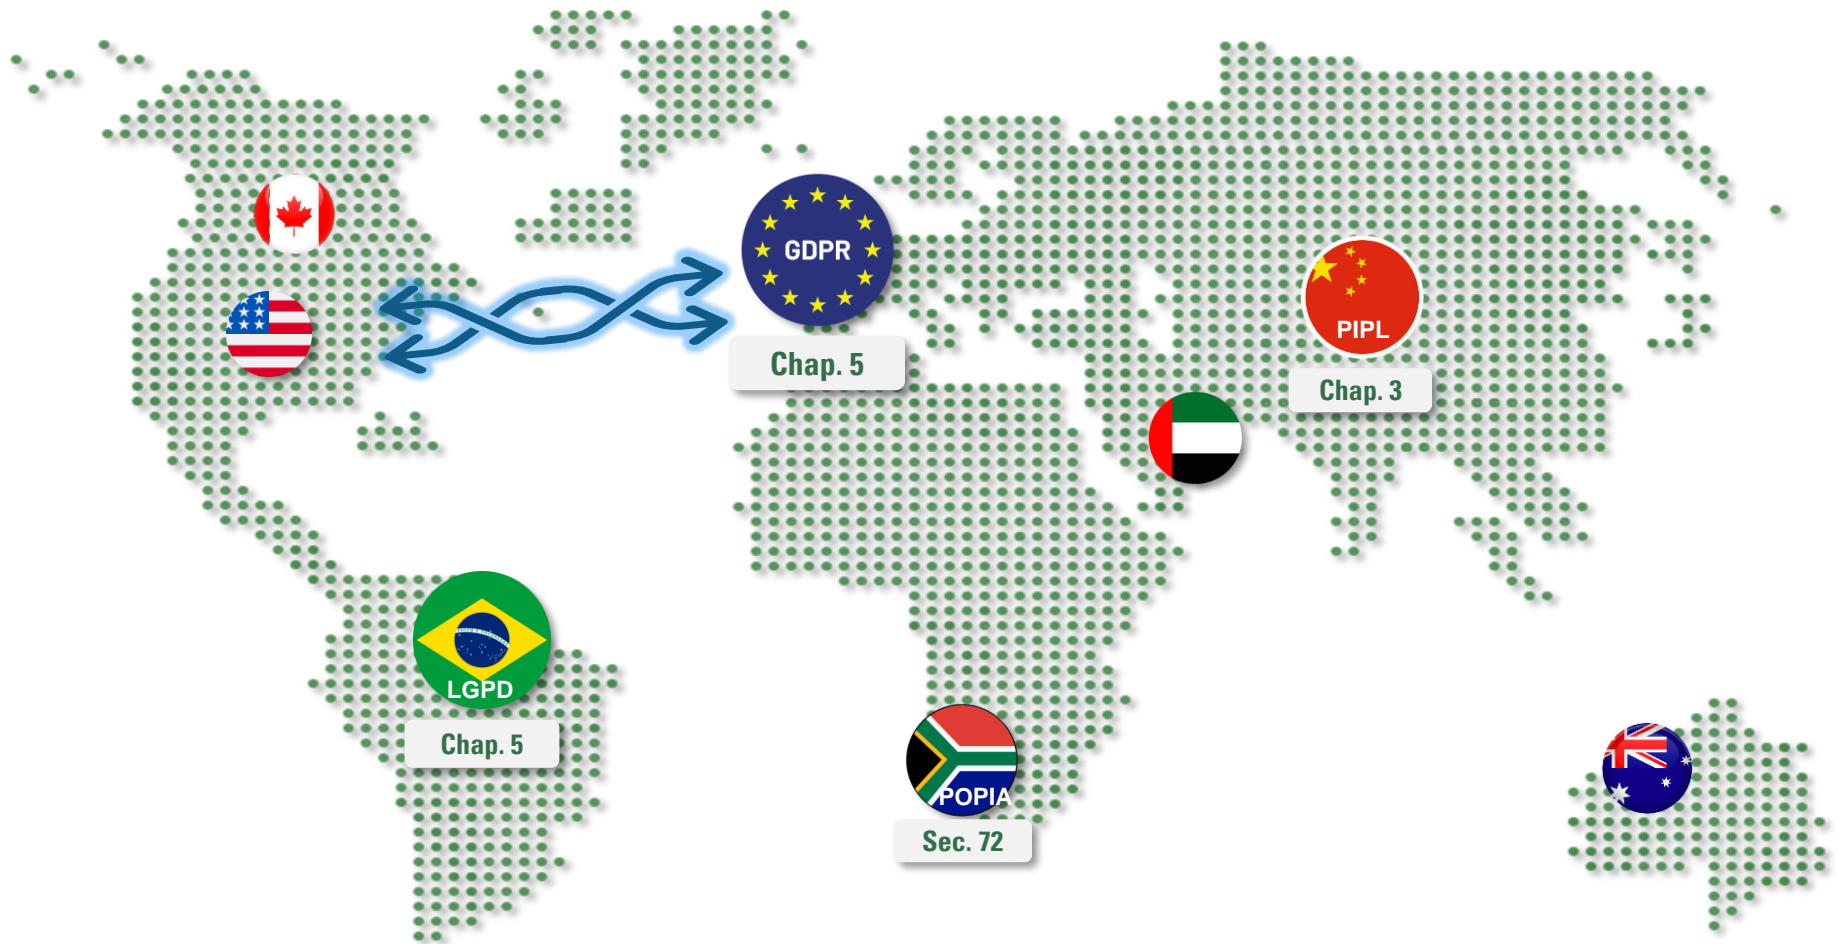 GDPR
Chap. 5
PIPL
Chap. 3
LGPD
Chap. 5
POPIA
Sec. 72